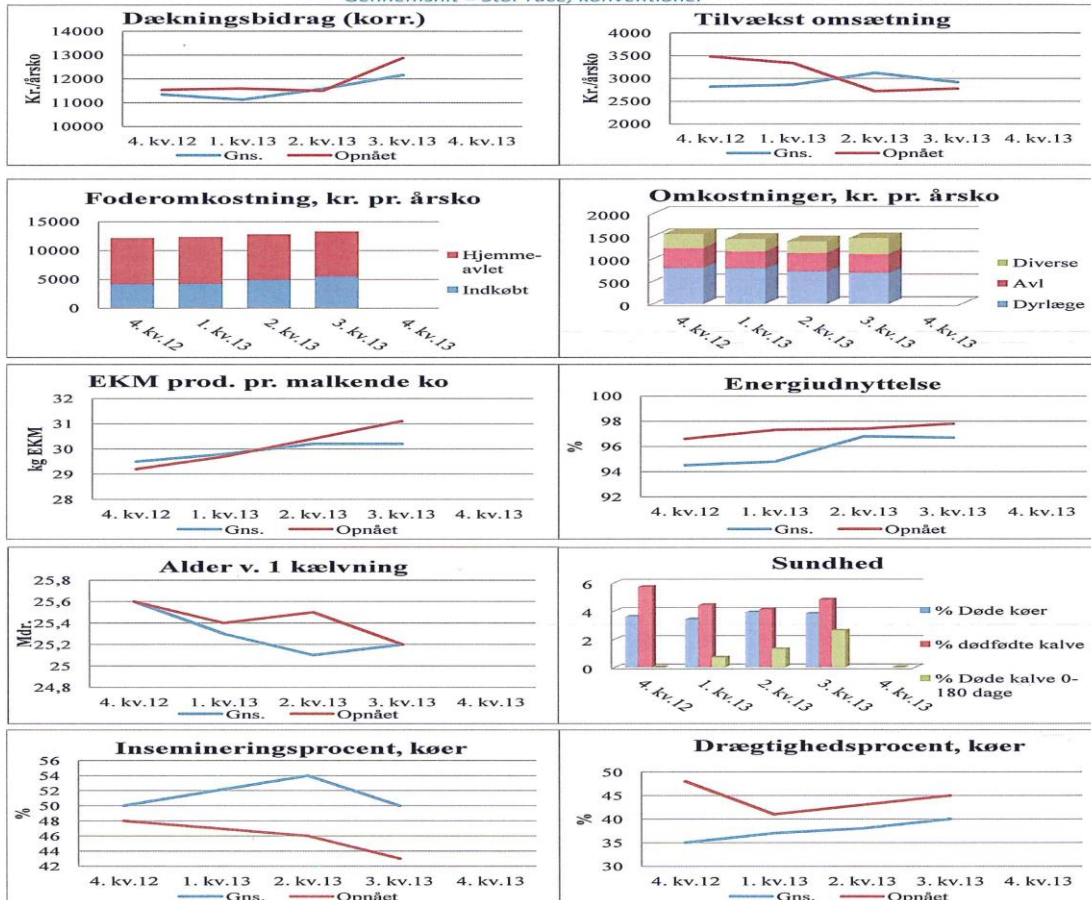 Gennemsnit = stor race, konventionel
Dækningsbidrag (korr.)
Kr./årsko
14000
13000
12000
11000
10000
4. kv.12 1. kv.13 2. kv.13 3. kv.13 4. kv.13
Gns. Opnået
Tilvækst omsætning
Kr./årsko
4000
3500
3000
2500
2000
4. kv.12 1. kv.13 2. kv.13 3. kv.13 4. kv.13
Gns. Opnået
Foderomkostning, kr. pr. årsko
15000
10000
5000
0
4. kv.12 1. kv.13 2. kv.13 3. kv.13 4. kv.13
Hjemme-
avlet
Indkøbt
Omkostninger, kr. pr. årsko
2000
1500
1000
500
0
4. kv.12 1. kv.13 2. kv.13 3. kv.13 4. kv.13
Diverse
Avl
Dyrlæge
EKM prod. pr. malkende ko
kg EKM
32
31
30
29
28
4. kv.12 1. kv.13 2. kv.13 3. kv.13 4. kv.13
Gns. Opnået
Energiudnyttelse
%
100
98
96
94
92
4. kv.12 1. kv.13 2. kv.13 3. kv.13 4. kv.13
Gns. Opnået
Alder v. 1 kælvning
Mdr.
25,8
25,6
25,4
25,2
25
24,8
4. kv.12 1. kv.13 2. kv.13 3. kv.13 4. kv.13
Gns. Opnået
Sundhed
6
4
2
0
4. kv.12 1. kv.13 2. kv.13 3. kv.13 4. kv.13
% Døde køer
% dødfødte kalve
% Døde kalve 0-
180 dage
Insemineringsprocent, køer
%
56
54
52
50
48
46
44
42
4. kv.12 1. kv.13 2. kv.13 3. kv.13 4. kv.13
Gns. Opnået
Drægtighedsprocent, køer
%
50
45
40
35
30
4. kv.12 1. kv.13 2. kv.13 3. kv.13 4. kv.13
Gns. Opnået